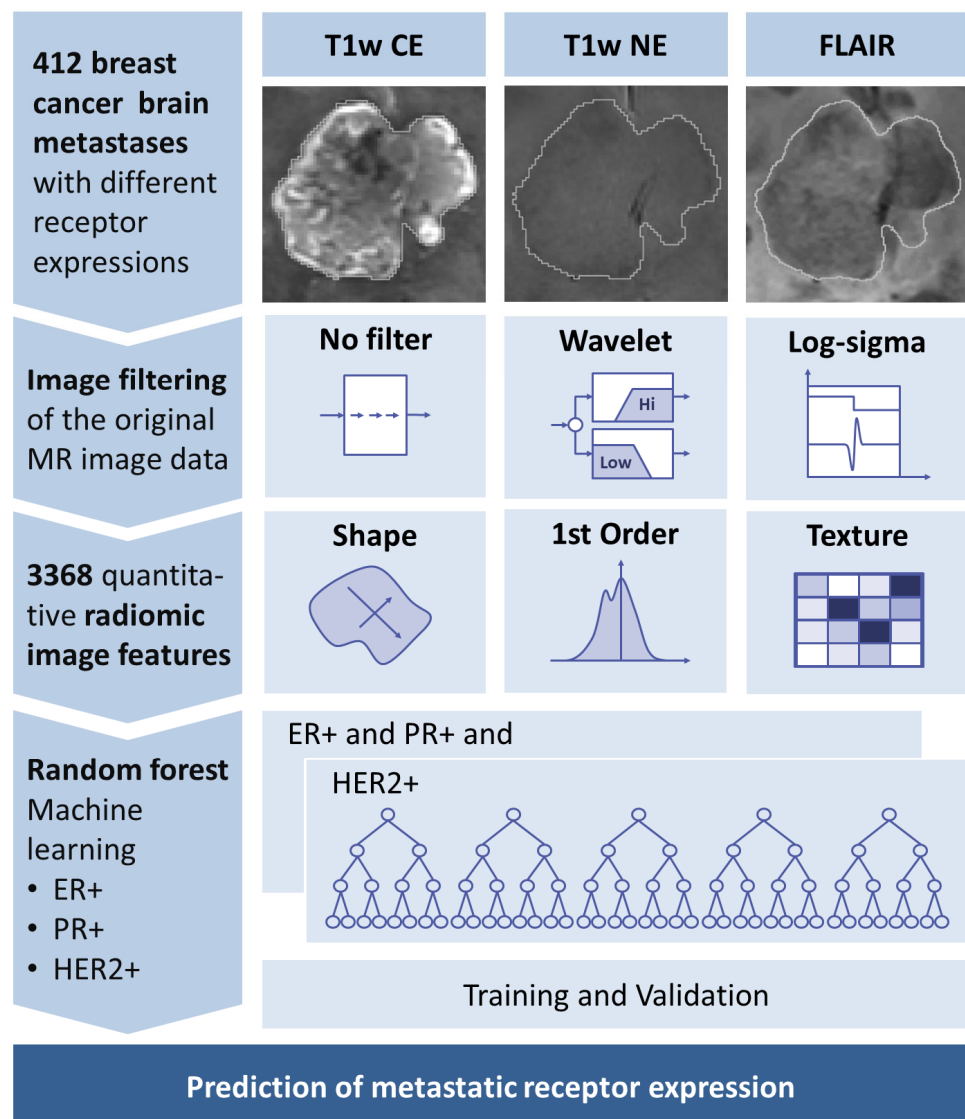 412 breast
cancer brain
metastases
with different
receptor
expressions
T1w CE
T1w NE
FLAIR
Image filtering
of the original
MR image data
No filter
Wavelet
Hi
Low
Log-sigma
3368 quantita-
tive radiomic
image features
Shape
1st Order
Texture
Random forest
Machine
learning
• ER+
• PR+
• HER2+
ER+ and PR+ and
HER2+
Training and Validation
Prediction of metastatic receptor expression